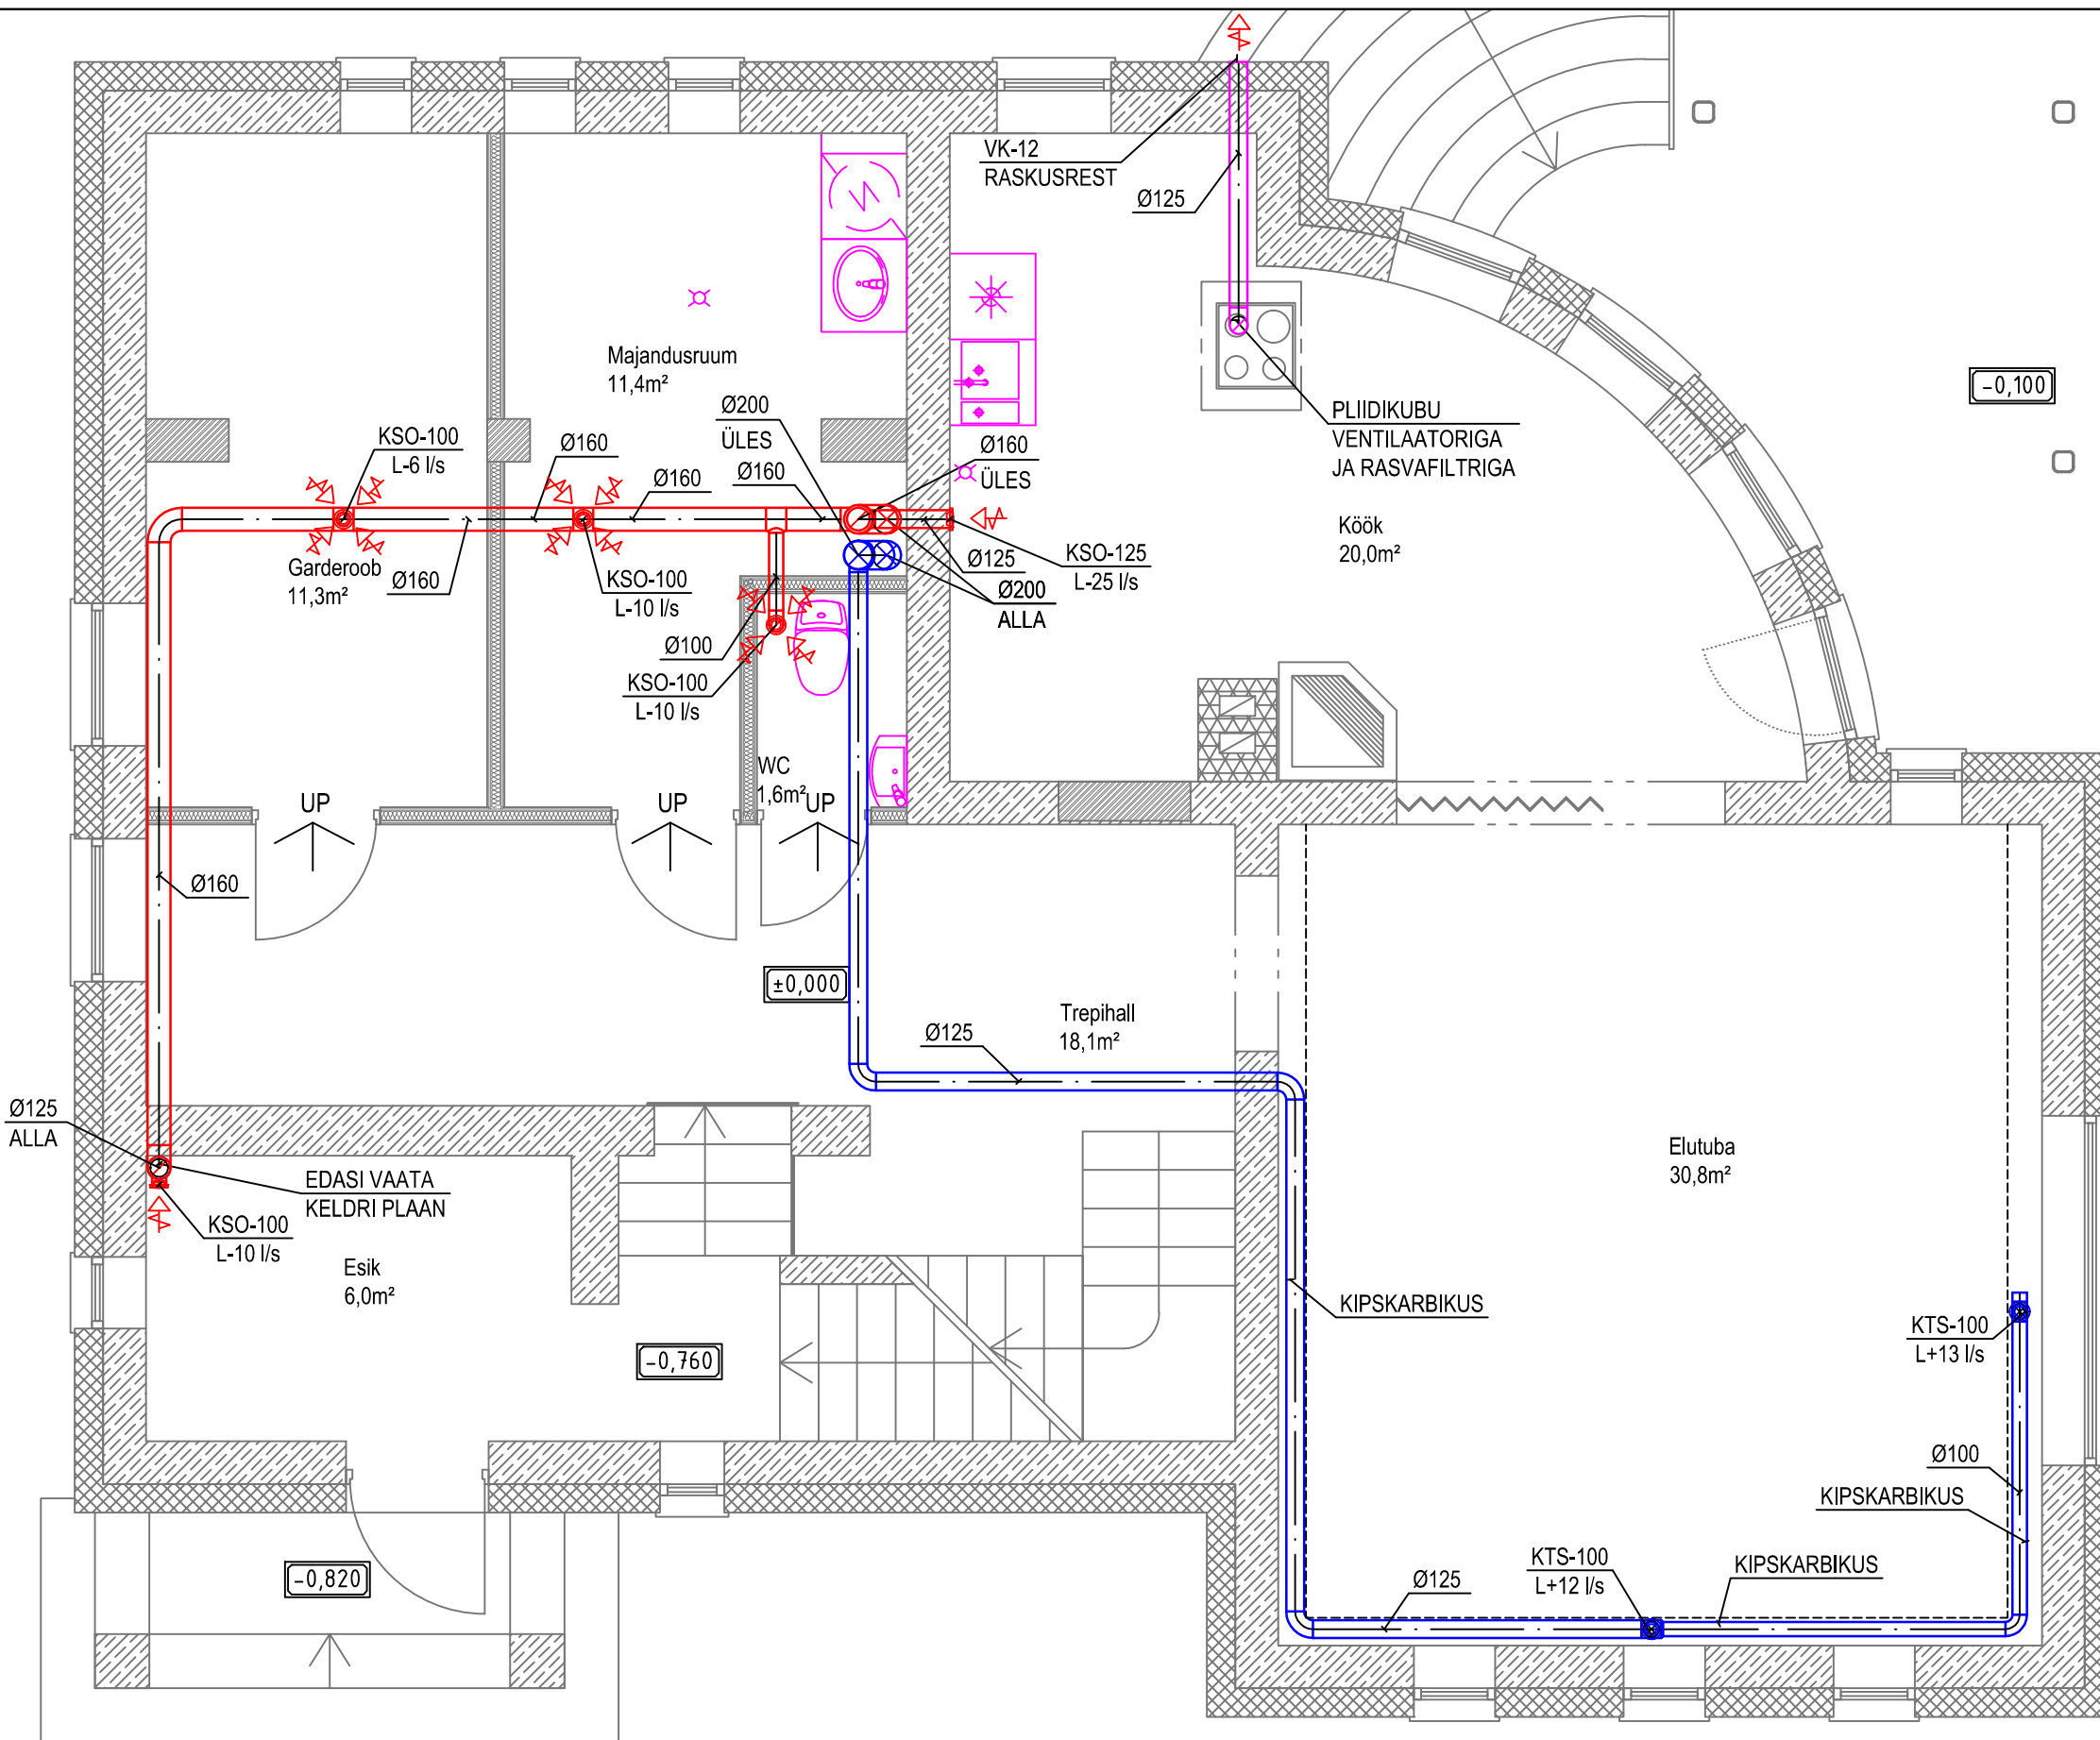 VK-12
RASKUSREST
Ø125
-0,100
Majandusruum
11,4m²
Ø200
ÜLES
KSO-100
L-6 l/s
Ø160
Ø160
Ø160
Ø160
ÜLES
PLIIDIKUBU
VENTILAATORIGA
JA RASVAFILTRIGA
Köök
20,0m²
Garderoob
11,3m²
Ø160
KSO-100
L-10 l/s
Ø125
KSO-125
L-25 l/s
Ø200
ALLA
Ø100
KSO-100
L-10 l/s
WC
1,6m²
UP
UP
UP
Ø160
±0,000
Trepihall
18,1m²
Ø125
Ø125
ALLA
EDASI VAATA
KELDRI PLAAN
KSO-100
L-10 l/s
Esik
6,0m²
Elutuba
30,8m²
KIPSKARBIKUS
-0,760
KTS-100
L+13 l/s
Ø100
KIPSKARBIKUS
KTS-100
L+12 l/s
KIPSKARBIKUS
Ø125
-0,820